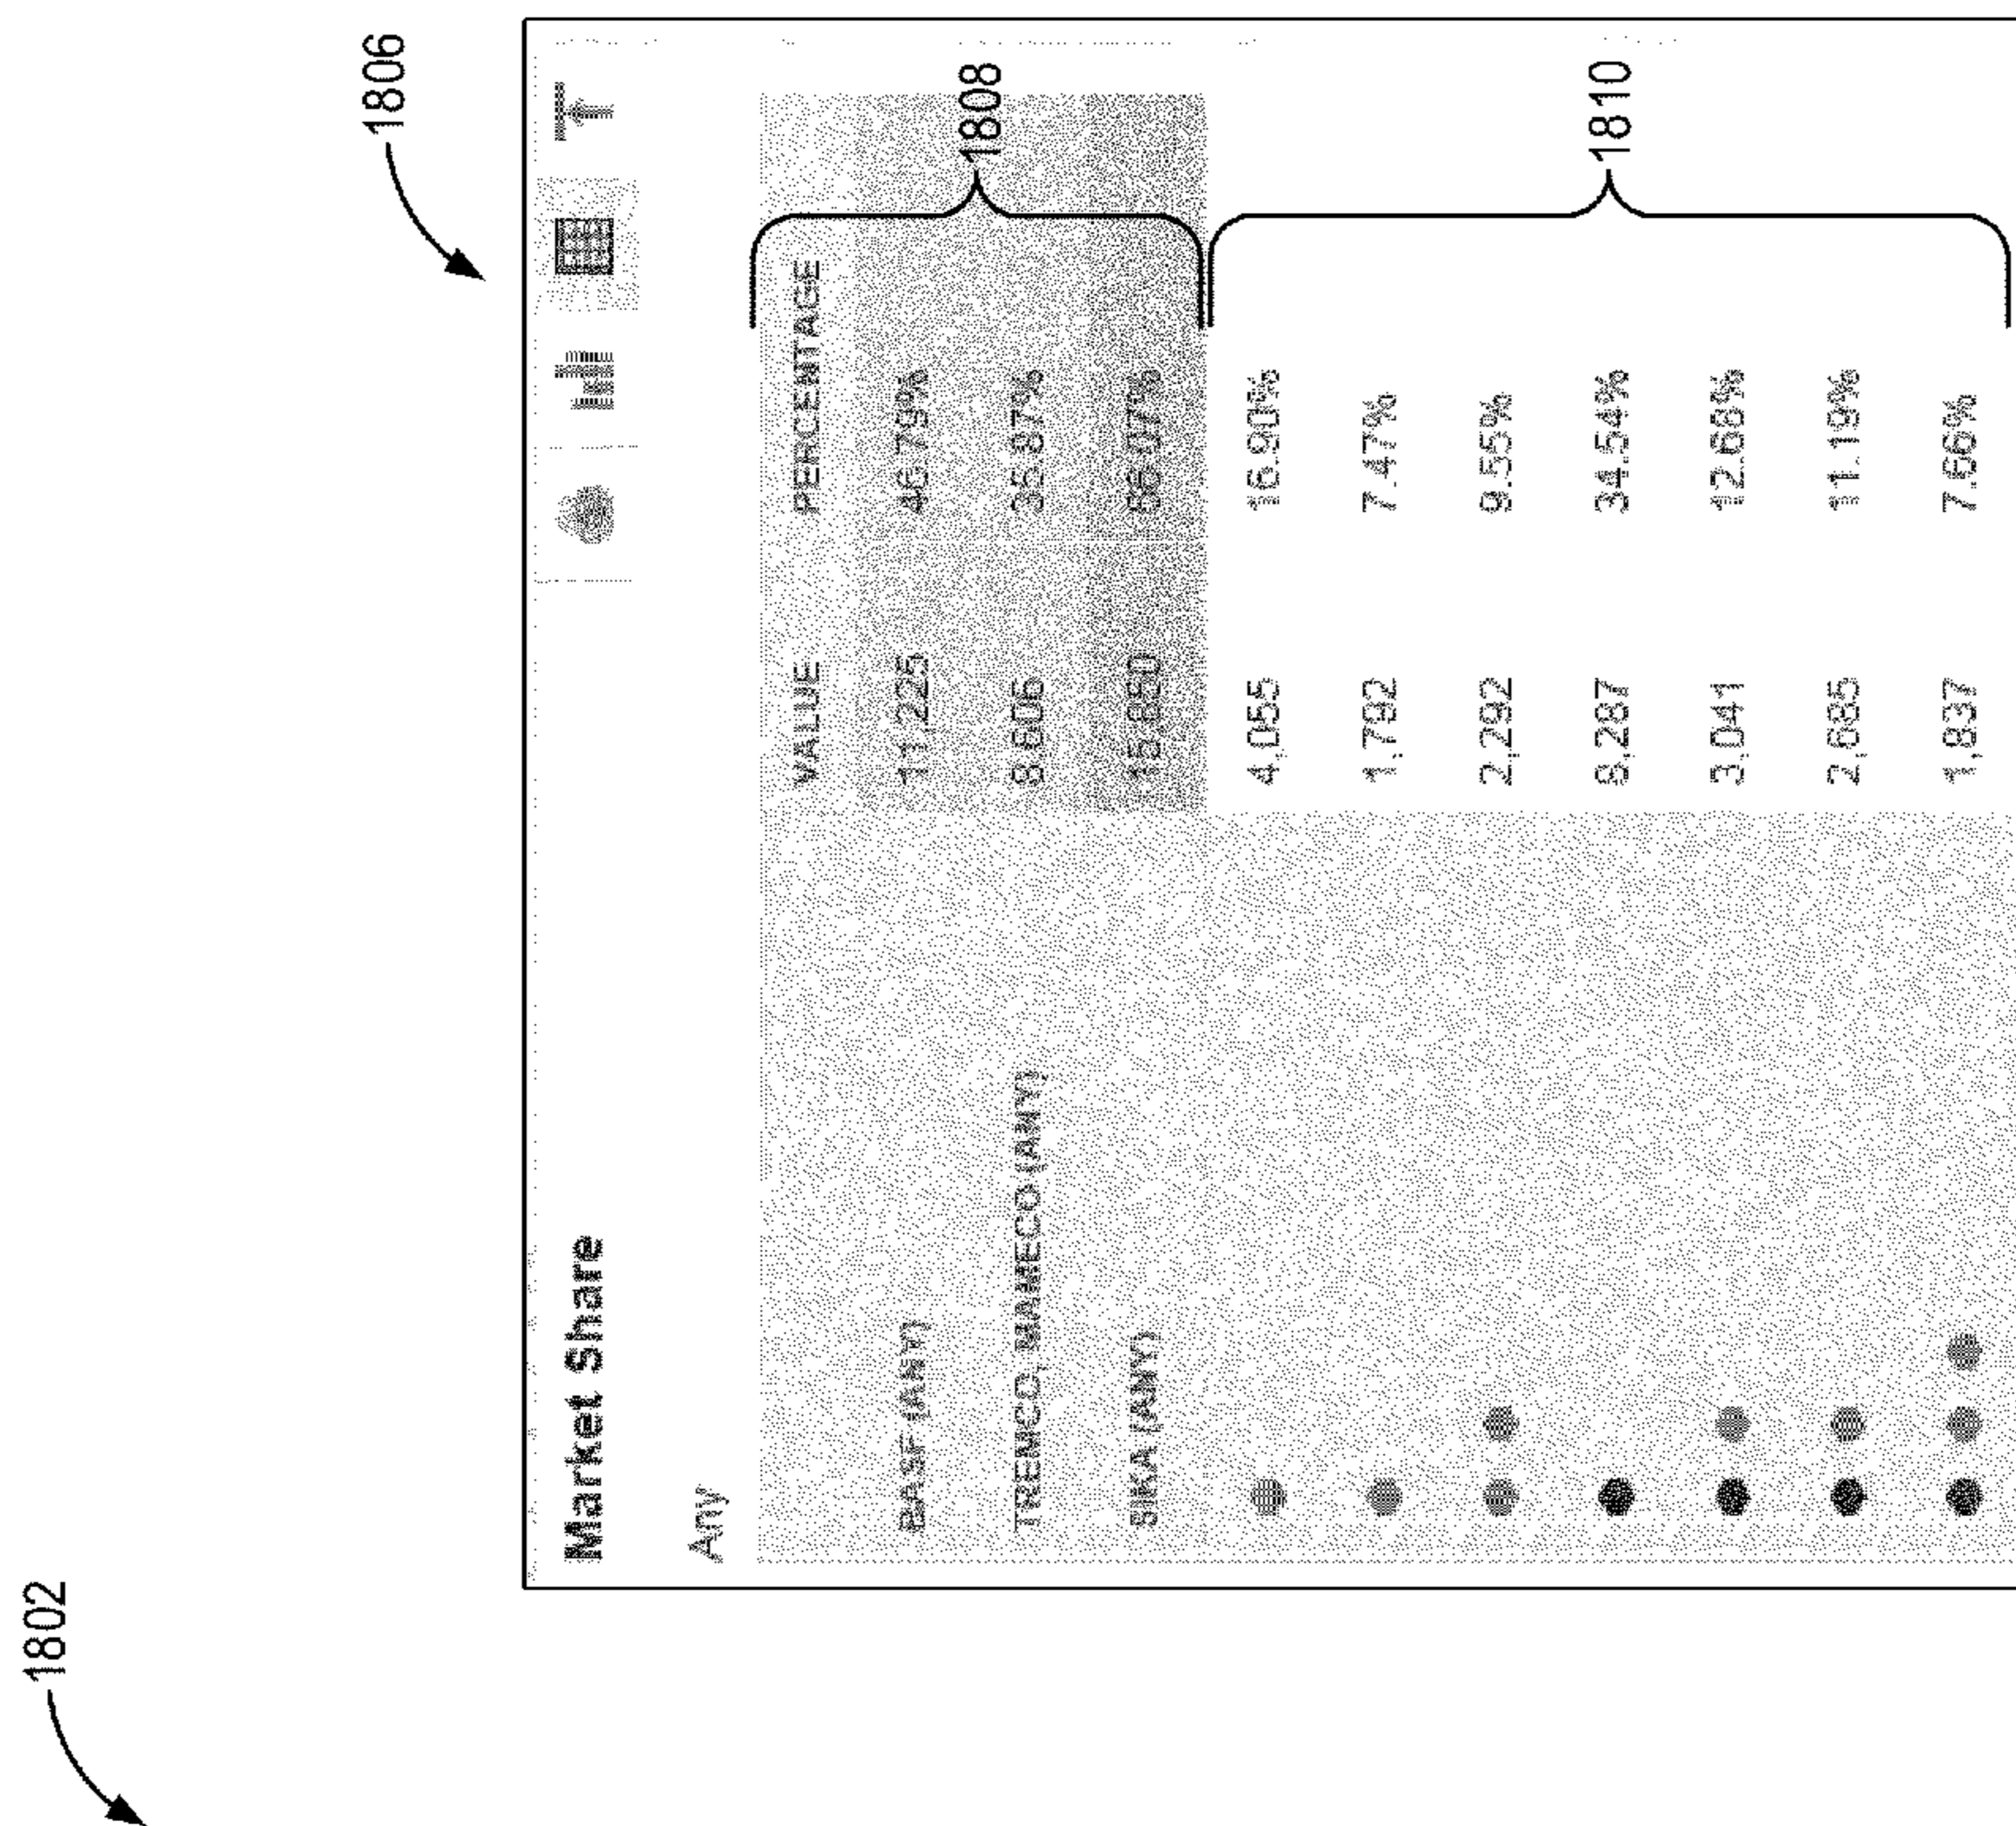 1802
1806
Market Share
Any
VALUE PERCENTAGE
BASF (ANY) 11,225 46.79%
TREMCO, MAMECO (ANY) 8,606 35.87%
SIKA (ANY) 15,850 66.07%
1808
4,055 16.90%
1,792 7.47%
2,292 9.55%
8,287 34.54%
3,041 12.68%
2,685 11.19%
1,837 7.66%
1810